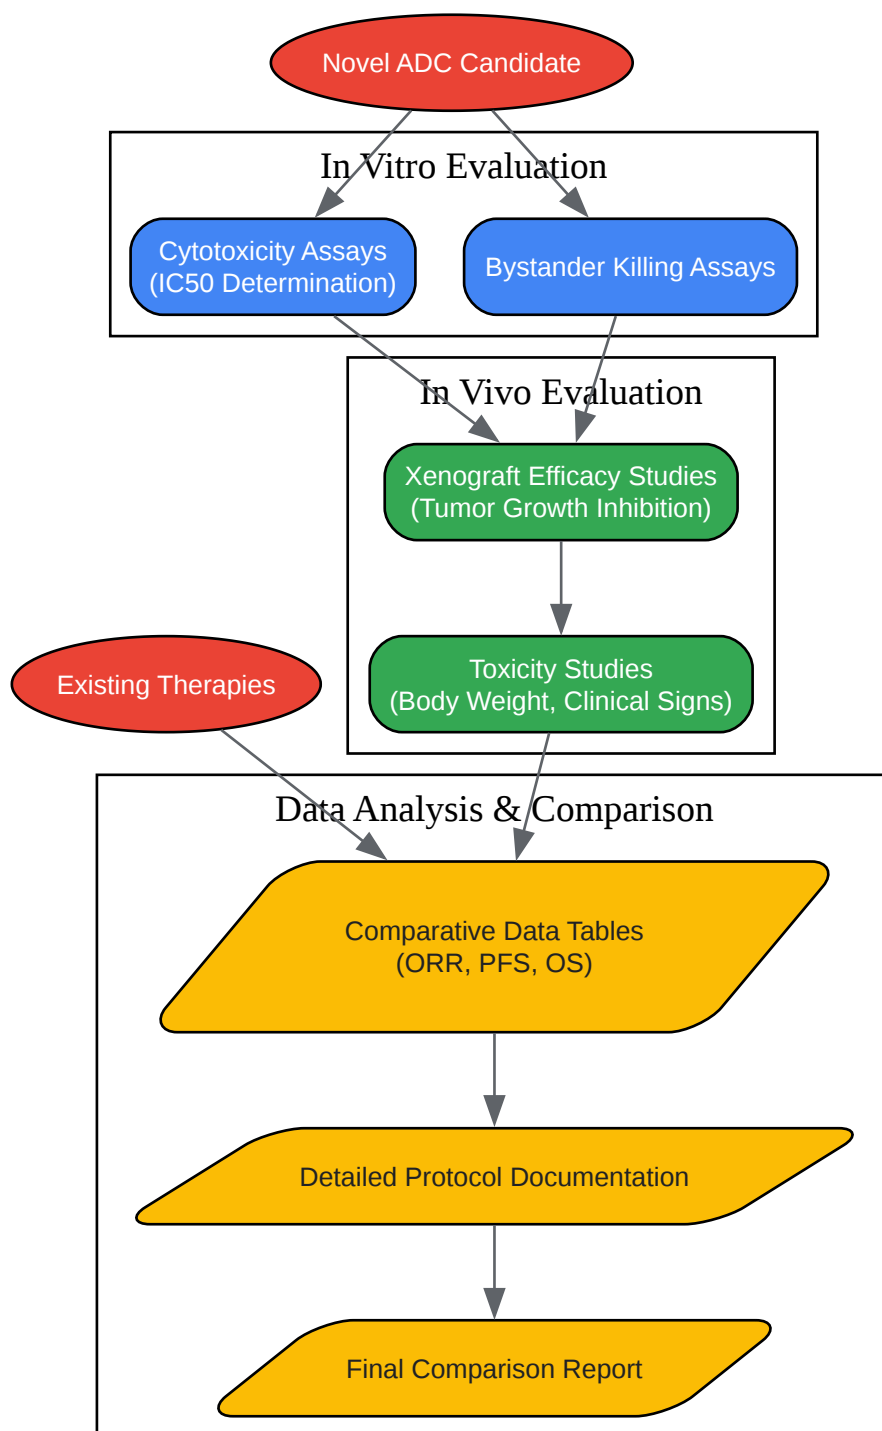 Novel ADC Candidate
In Vitro Evaluation
Cytotoxicity Assays
(IC50 Determination)
Bystander Killing Assays
In Vivo Evaluation
Xenograft Efficacy Studies
(Tumor Growth Inhibition)
Existing Therapies
Toxicity Studies
(Body Weight, Clinical Signs)
Data Analysis & Comparison
Comparative Data Tables
(ORR, PFS, OS)
Detailed Protocol Documentation
Final Comparison Report